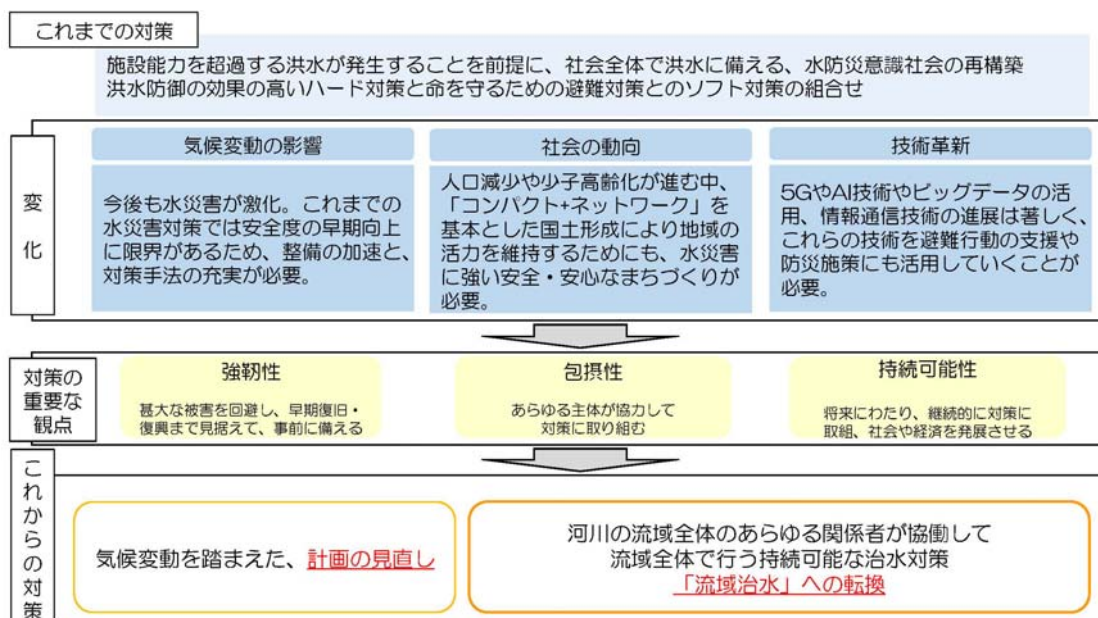 これまでの対策
施設能力を超過する洪水が発生することを前提に、社会全体で洪水に備える、水防災意識社会の再構築
洪水防御の効果の高いハード対策と命を守るための避難対策とのソフト対策の組合せ
変化
気候変動の影響
今後も水災害が激化。これまでの
水災害対策では安全度の早期向上
に限界があるため、整備の加速と、
対策手法の充実が必要。
社会の動向
人口減少や少子高齢化が進む中、
「コンパクト+ネットワーク」を
基本とした国土形成により地域の
活力を維持するためにも、水災害
に強い安全・安心なまちづくりが
必要。
技術革新
5GやAI技術やビッグデータの活
用、情報通信技術の進展は著しく、
これらの技術を避難行動の支援や
防災施策にも活用していくことが
必要。
対策の
重要な
観点
強靭性
甚大な被害を回避し、早期復旧・
復興まで見据えて、事前に備える
包摂性
あらゆる主体が協力して
対策に取り組む
持続可能性
将来にわたり、継続的に対策に
取組、社会や経済を発展させる
これからの対策
気候変動を踏まえた、計画の見直し
河川の流域全体のあらゆる関係者が協働して
流域全体で行う持続可能な治水対策
「流域治水」への転換